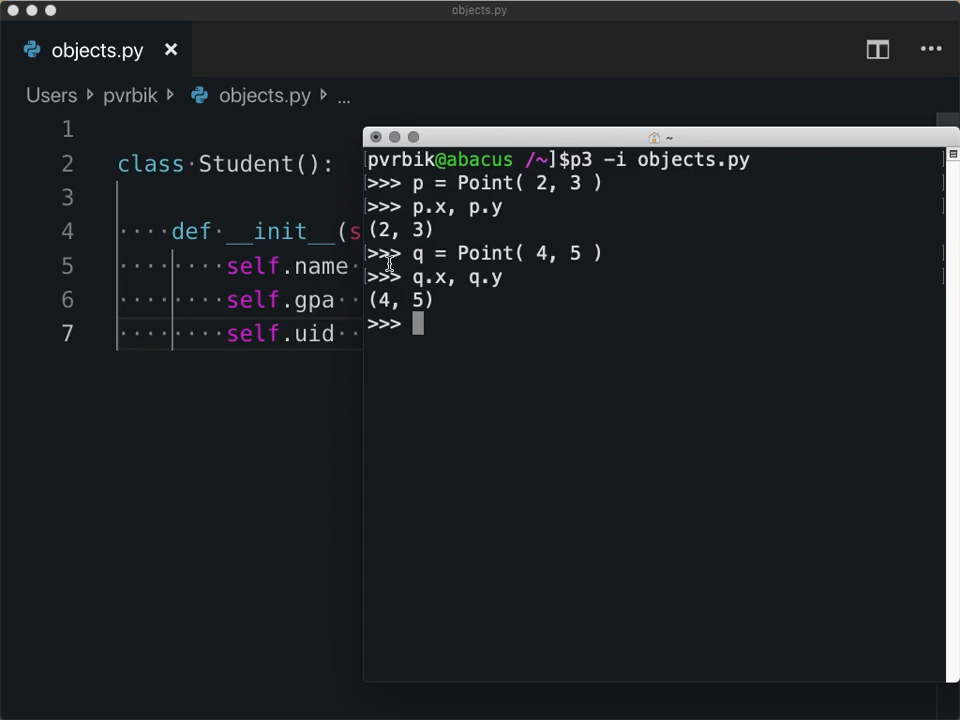 objects.py
objects.py
Users pvrbik objects.py ...
1
2 class Student():
3
4 def __init__(s
5 self.name
6 self.gpa
7 self.uid
~
pvrbik@abacus /~]$p3 -i objects.py
>>> p = Point( 2, 3 )
>>> p.x, p.y
(2, 3)
>>> q = Point( 4, 5 )
>>> q.x, q.y
(4, 5)
>>>